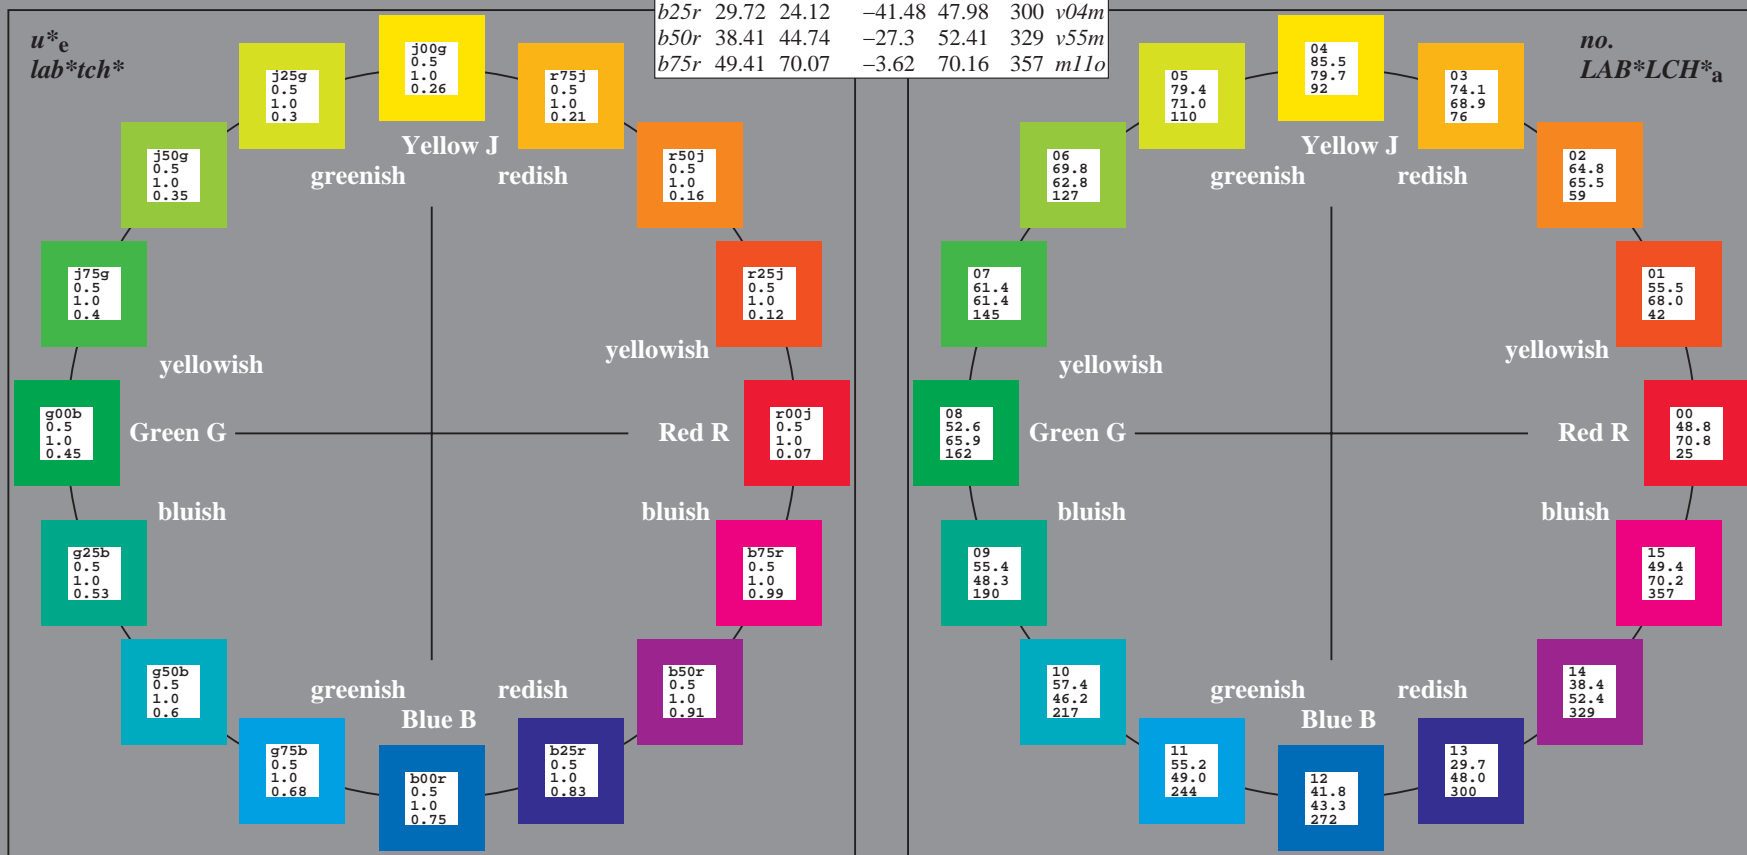 b25r 29.72 24.12 −41.48 47.98 300 v04m
b50r 38.41 44.74 −27.3 52.41 329 v55m
b75r 49.41 70.07 −3.62 70.16 357 m11o
u*e
lab*tch*
j00g
0.5
1.0
0.26
r75j
0.5
1.0
0.21
r50j
0.5
1.0
0.16
r25j
0.5
1.0
0.12
r00j
0.5
1.0
0.07
b75r
0.5
1.0
0.99
b50r
0.5
1.0
0.91
b25r
0.5
1.0
0.83
b00r
0.5
1.0
0.75
g75b
0.5
1.0
0.68
g50b
0.5
1.0
0.6
g25b
0.5
1.0
0.53
g00b
0.5
1.0
0.45
j75g
0.5
1.0
0.4
j50g
0.5
1.0
0.35
j25g
0.5
1.0
0.3
Yellow J
greenish redish
yellowish
yellowish
Green G
Red R
bluish
bluish
greenish redish
Blue B
no.
LAB*LCH*a
04
85.5
79.7
92
03
74.1
68.9
76
02
64.8
65.5
59
01
55.5
68.0
42
00
48.8
70.8
25
15
49.4
70.2
357
14
38.4
52.4
329
13
29.7
48.0
300
12
41.8
43.3
272
11
55.2
49.0
244
10
57.4
46.2
217
09
55.4
48.3
190
08
52.6
65.9
162
07
61.4
61.4
145
06
69.8
62.8
127
05
79.4
71.0
110
Yellow J
greenish redish
yellowish
yellowish
Green G
Red R
bluish
bluish
greenish redish
Blue B